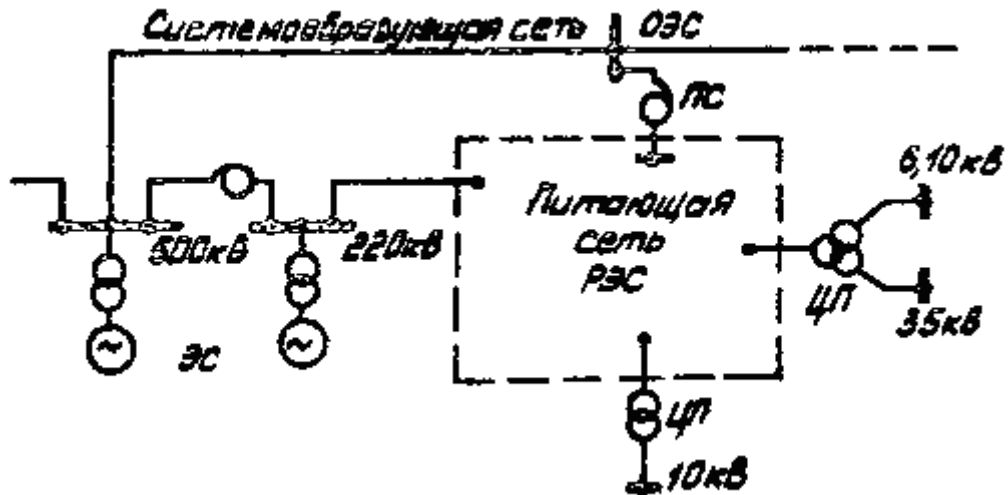 Системообразующая сеть ОЭС
ПС
6,10кв
Питающая
сеть
РЭС
500кв
220кв
ЦП
35кв
ЭС
ЦП
10кв